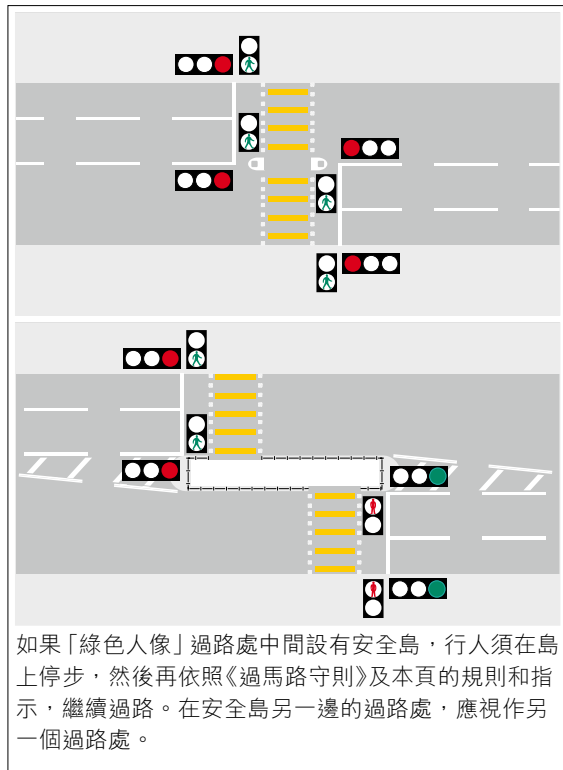 如果「綠色人像」過路處中間設有安全島，行人須在島
上停步，然後再依照《過馬路守則》及本頁的規則和指
示，繼續過路。在安全島另一邊的過路處，應視作另
一個過路處。